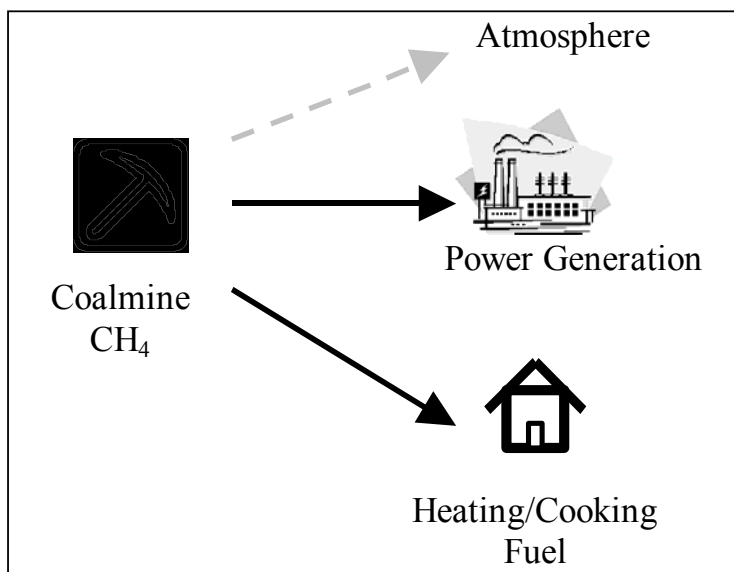 Atmosphere
Power Generation
Coalmine
CH₄
Heating/Cooking
Fuel